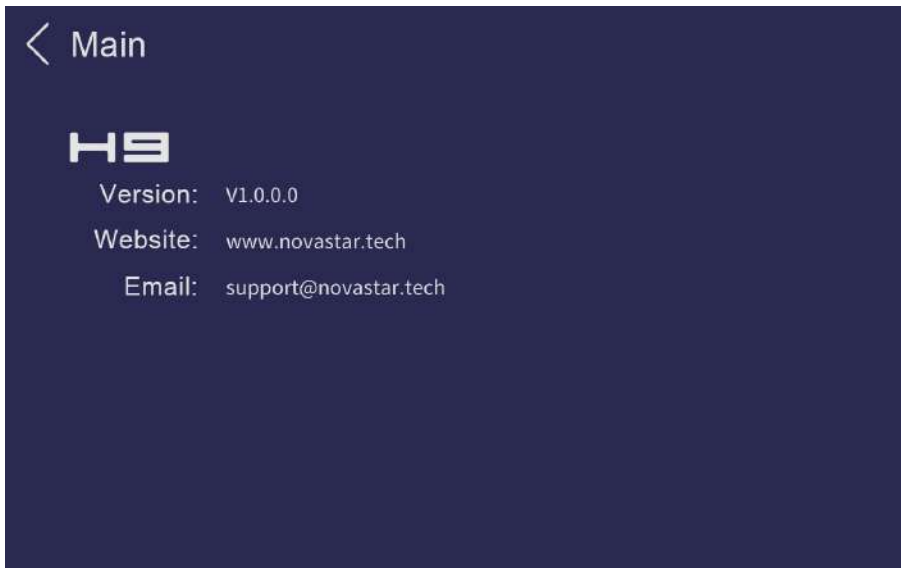 Main
H9
Version: V1.0.0.0
Website: www.novastar.tech
Email: support@novastar.tech